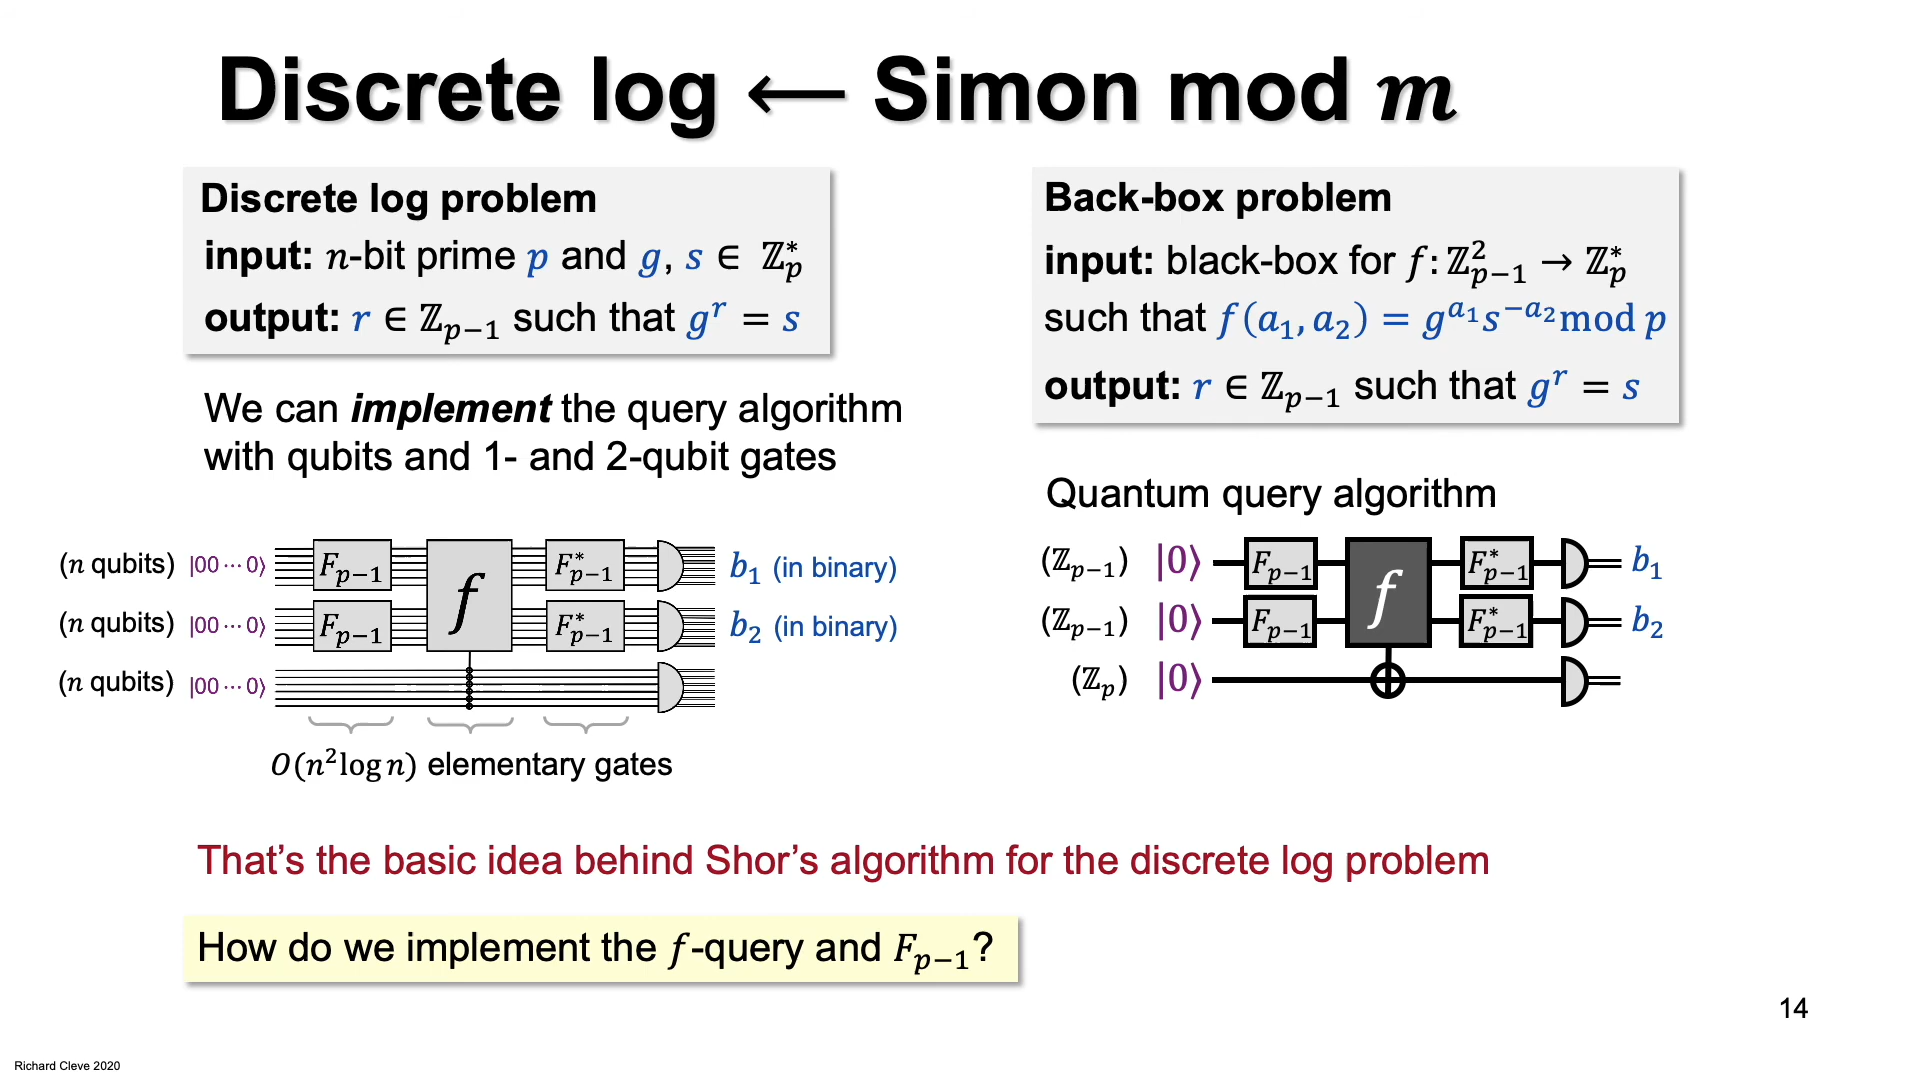 Discrete log ⟵ Simon mod m
Discrete log problem
input: n-bit prime p and g, s ∈ ℤ*ₚ
output: r ∈ ℤₚ₋₁ such that gʳ = s
We can implement the query algorithm
with qubits and 1- and 2-qubit gates
(n qubits) |00 ⋯ 0⟩ Fₚ₋₁ f F*ₚ₋₁ b₁ (in binary)
(n qubits) |00 ⋯ 0⟩ Fₚ₋₁ F*ₚ₋₁ b₂ (in binary)
(n qubits) |00 ⋯ 0⟩
O(n² log n) elementary gates
Back-box problem
input: black-box for f: ℤ²ₚ₋₁ → ℤ*ₚ
such that f(a₁, a₂) = g^{a₁}s^{−a₂} mod p
output: r ∈ ℤₚ₋₁ such that gʳ = s
Quantum query algorithm
(ℤₚ₋₁) |0⟩ Fₚ₋₁ f F*ₚ₋₁ b₁
(ℤₚ₋₁) |0⟩ Fₚ₋₁ F*ₚ₋₁ b₂
(ℤₚ) |0⟩
That’s the basic idea behind Shor’s algorithm for the discrete log problem
How do we implement the f-query and Fₚ₋₁?
14
Richard Cleve 2020